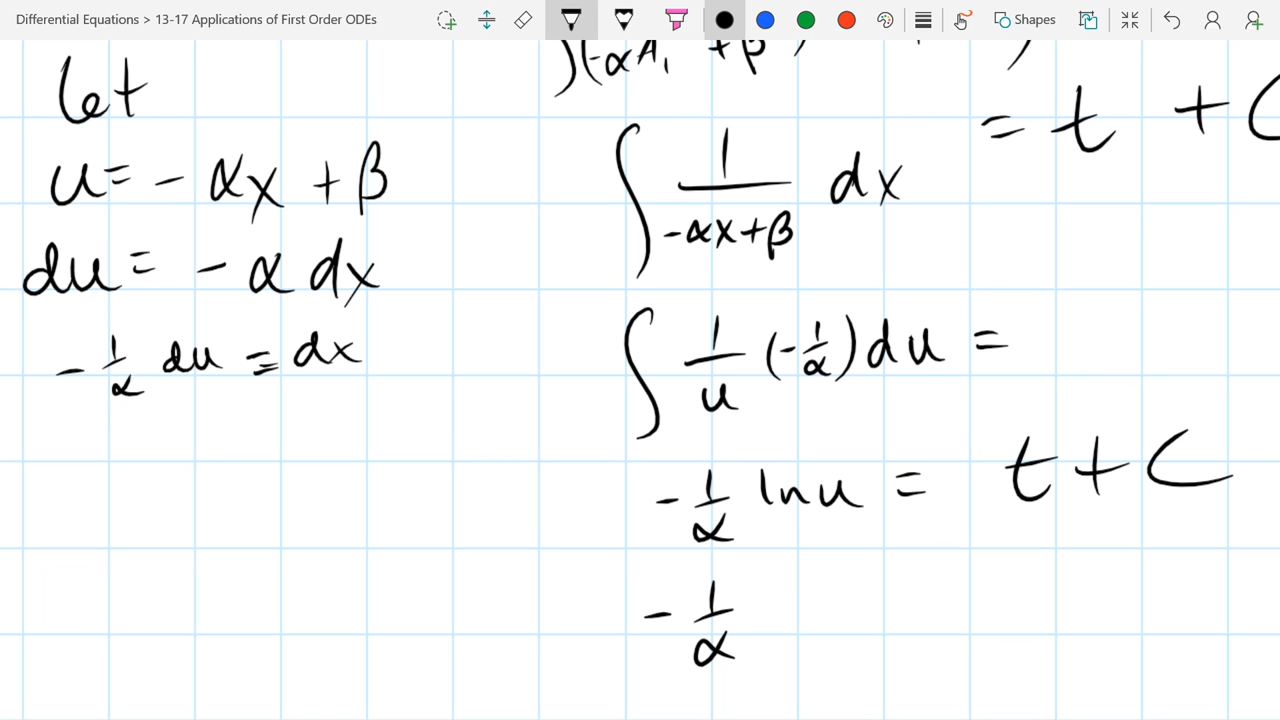 Differential Equations > 13-17 Applications of First Order ODEs
Shapes
let
u = - αx + β
du = - α dx
- 1/α du = dx
∫(-αA₁ + β
= t + C
∫ 1/(-αx+β) dx
∫ 1/u (-1/α) du =
- 1/α ln u = t + C
- 1/α